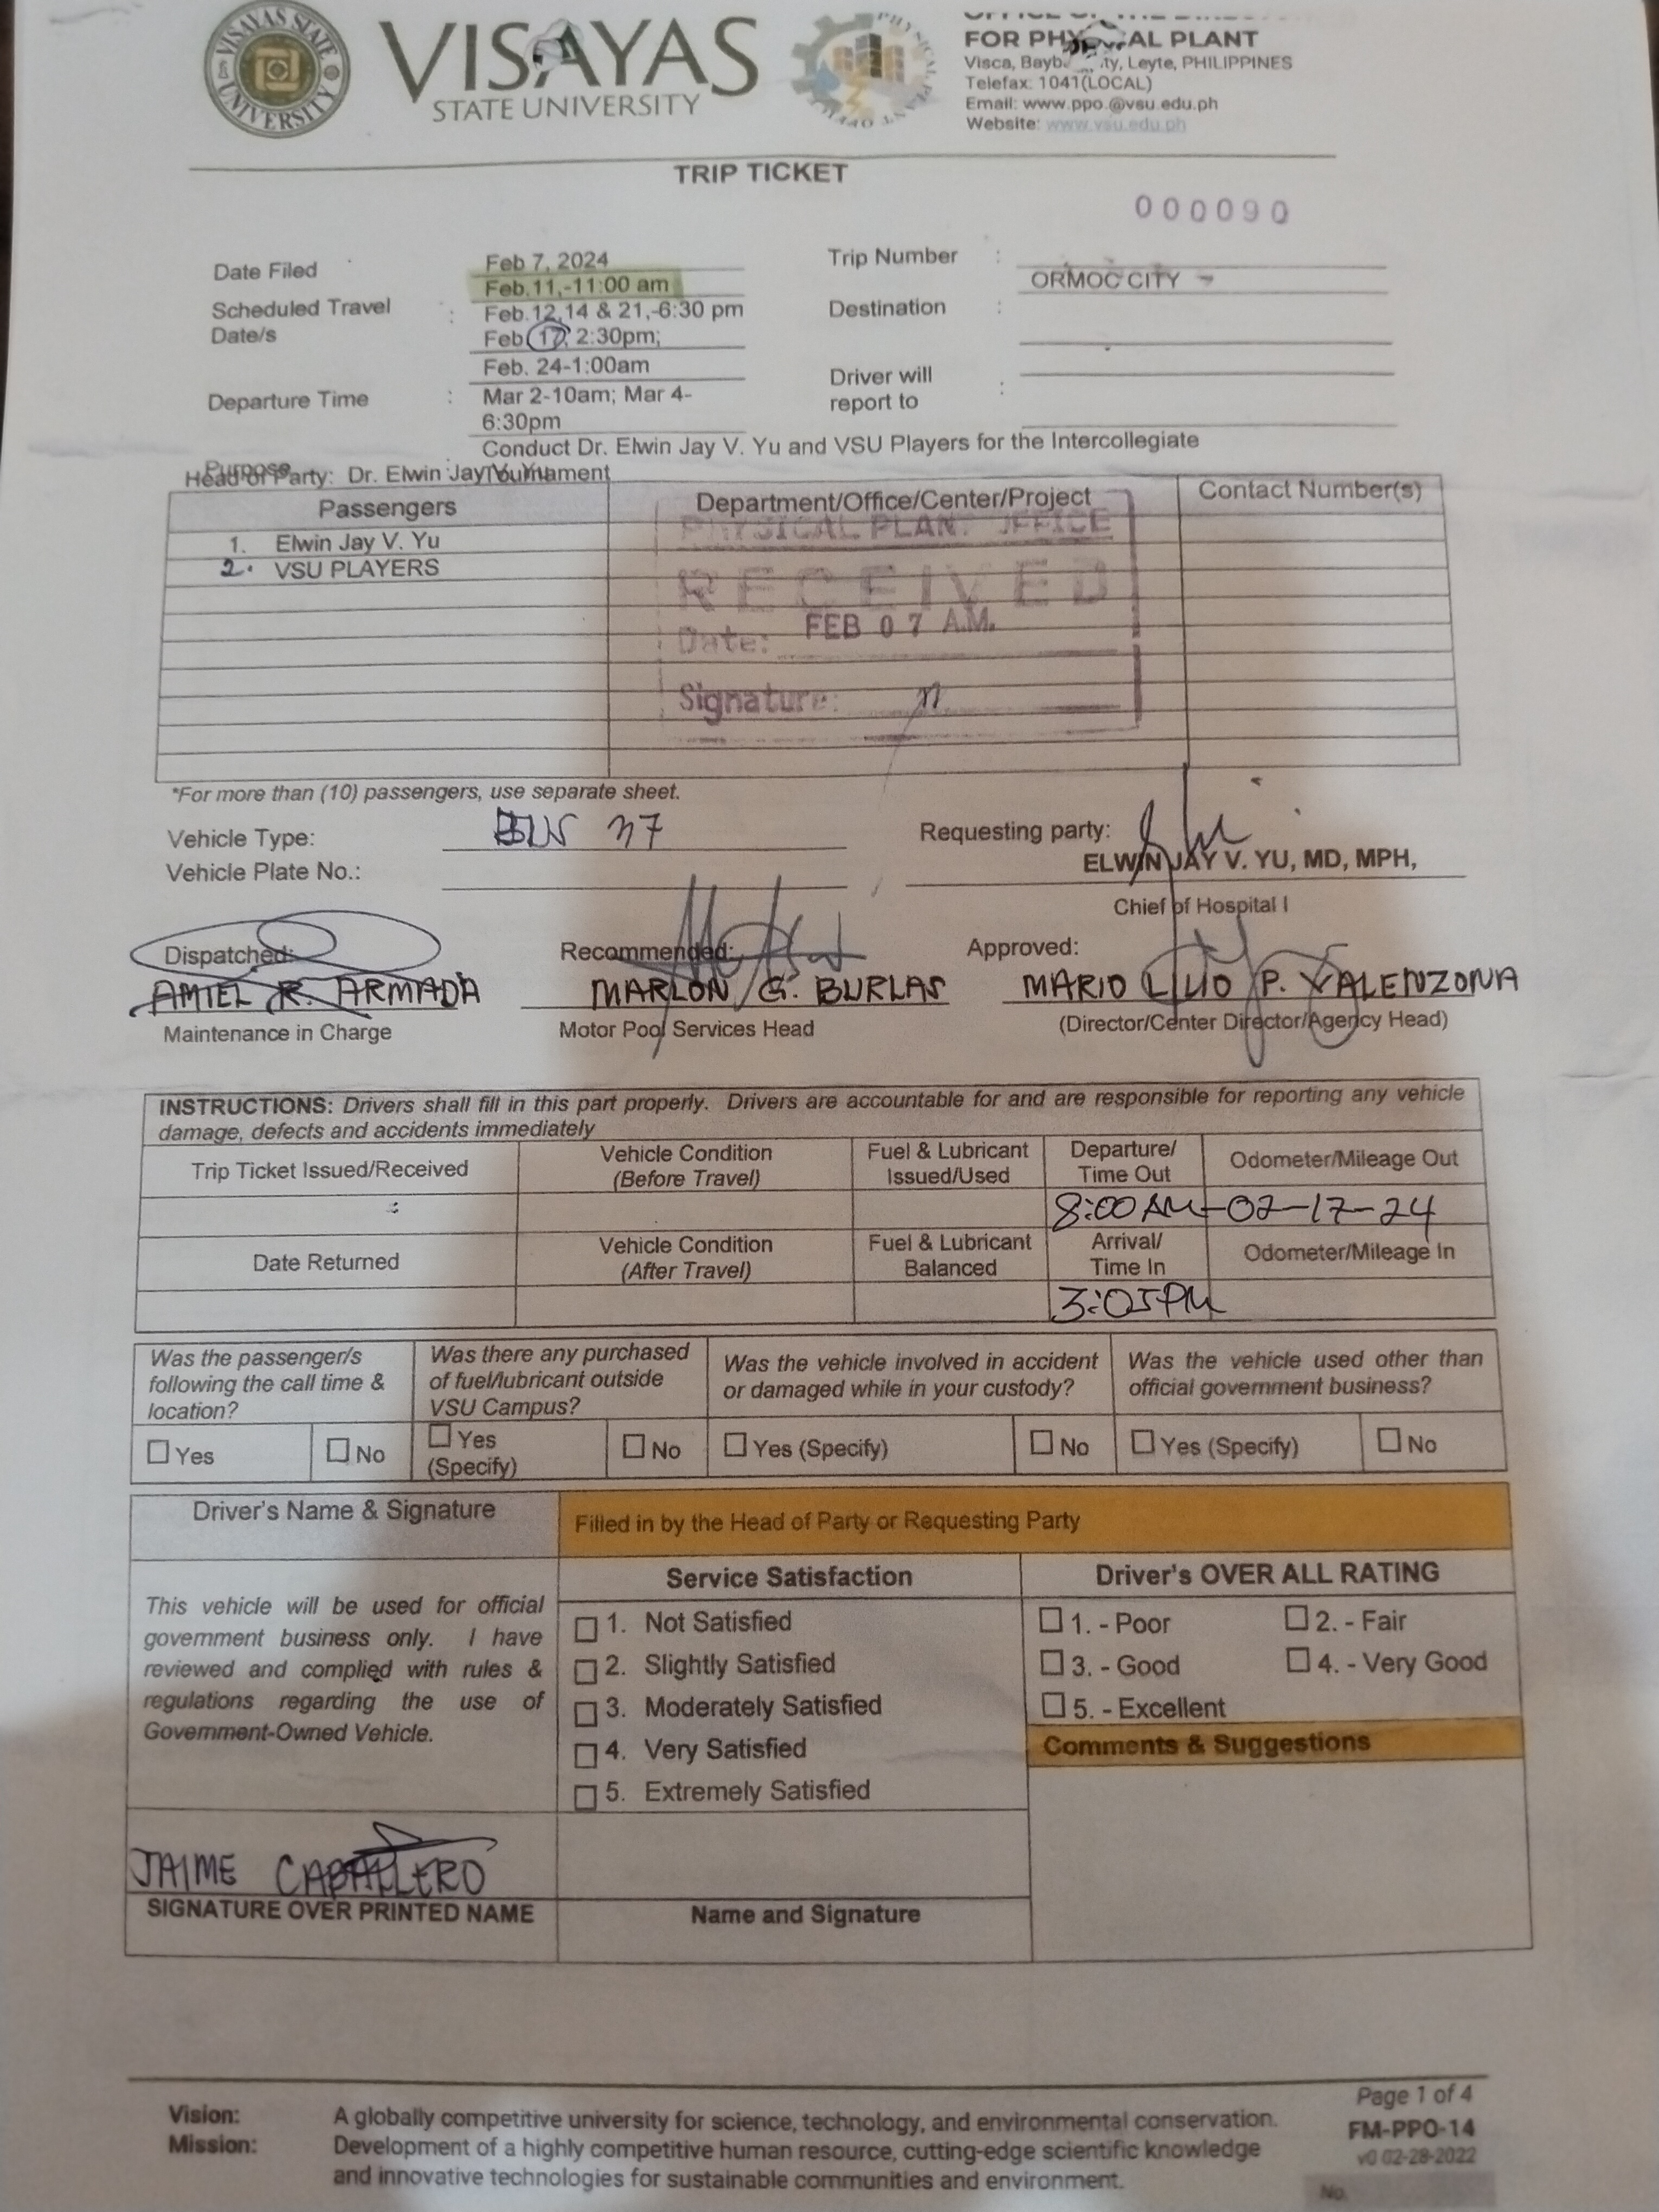 VISAYAS STATE UNIVERSITY
VISAYAS
STATE UNIVERSITY
FOR PHYSICAL PLANT
Visca, Leyte, PHILIPPINES
Telefax: 1041(LOCAL)
Email: www.ppo.@vsu.edu.ph
Website: www.vsu.edu.ph
TRIP TICKET
000090
Date Filed Feb 7, 2024
Feb.11,-11:00 am
Scheduled Travel Date/s : Feb.12,14 & 21,-6:30 pm
Feb 17, 2:30pm;
Feb. 24-1:00am
Departure Time : Mar 2-10am; Mar 4-
6:30pm
Trip Number :
Destination : ORMOC CITY
Driver will report to :
Purpose : Conduct Dr. Elwin Jay V. Yu and VSU Players for the Intercollegiate
Tournament
Head of Party: Dr. Elwin Jay V. Yu
Passengers Department/Office/Center/Project Contact Number(s)
1. Elwin Jay V. Yu
2. VSU PLAYERS
PHYSICAL PLANT OFFICE
RECEIVED
Date: FEB 07 A.M.
Signature:
*For more than (10) passengers, use separate sheet.
Vehicle Type:
Vehicle Plate No.:
Requesting party:
ELWIN JAY V. YU, MD, MPH,
Chief of Hospital I
Dispatched: Recommended: Approved:
AMIEL R. ARMADA MARLON G. BURLAS MARIO LILIO P. VALENZONA
Maintenance in Charge Motor Pool Services Head (Director/Center Director/Agency Head)
INSTRUCTIONS: Drivers shall fill in this part properly. Drivers are accountable for and are responsible for reporting any vehicle
damage, defects and accidents immediately
Trip Ticket Issued/Received Vehicle Condition (Before Travel) Fuel & Lubricant Issued/Used Departure/ Time Out Odometer/Mileage Out
8:00 AM-02-17-24
Date Returned Vehicle Condition (After Travel) Fuel & Lubricant Balanced Arrival/ Time In Odometer/Mileage In
3:05PM
Was the passenger/s following the call time & location?
Was there any purchased of fuel/lubricant outside VSU Campus?
Was the vehicle involved in accident or damaged while in your custody?
Was the vehicle used other than official government business?
Yes No Yes (Specify) No Yes (Specify) No Yes (Specify) No
Driver's Name & Signature
Filled in by the Head of Party or Requesting Party
This vehicle will be used for official
government business only. I have
reviewed and complied with rules &
regulations regarding the use of
Government-Owned Vehicle.
Service Satisfaction
1. Not Satisfied
2. Slightly Satisfied
3. Moderately Satisfied
4. Very Satisfied
5. Extremely Satisfied
Driver's OVER ALL RATING
1. - Poor 2. - Fair
3. - Good 4. - Very Good
5. - Excellent
Comments & Suggestions
JAIME CABALLERO
SIGNATURE OVER PRINTED NAME
Name and Signature
Page 1 of 4
FM-PPO-14
v0 02-28-2022
No.
Vision: A globally competitive university for science, technology, and environmental conservation.
Mission: Development of a highly competitive human resource, cutting-edge scientific knowledge
and innovative technologies for sustainable communities and environment.